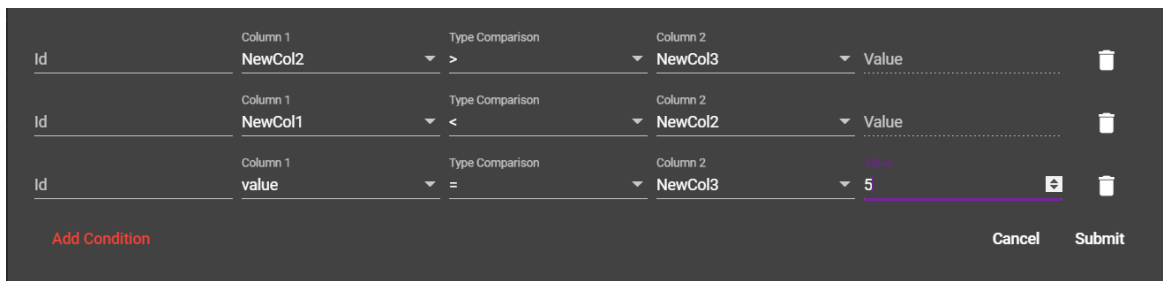 Column 1 Type Comparison Column 2
Id NewCol2 > NewCol3 Value
Column 1 Type Comparison Column 2
Id NewCol1 < NewCol2 Value
Column 1 Type Comparison Column 2 Value
Id value = NewCol3 5
Add Condition Cancel Submit